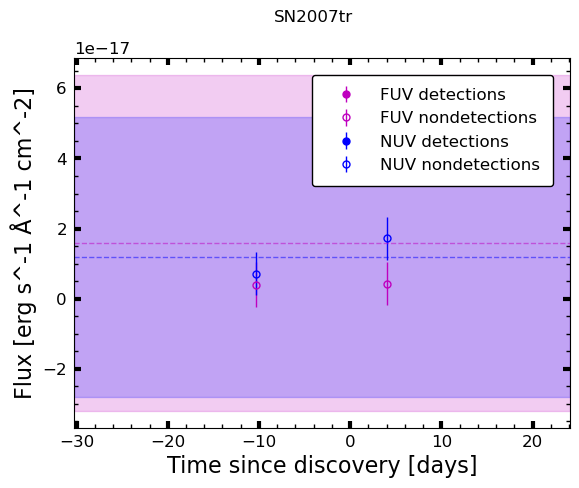 SN2007tr
1e−17
6
4
2
0
−2
Flux [erg s^-1 Å^-1 cm^-2]
FUV detections
FUV nondetections
NUV detections
NUV nondetections
−30 −20 −10 0 10 20
Time since discovery [days]